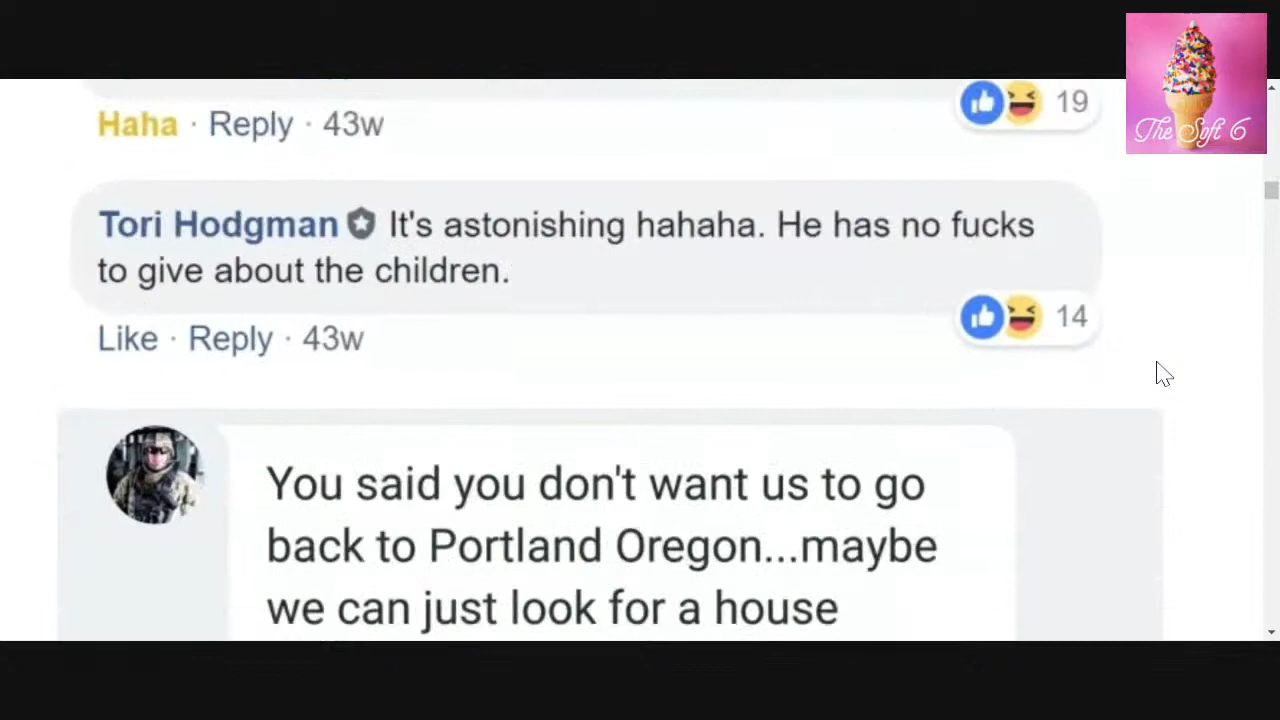 The Soft 6
Haha · Reply · 43w
19
Tori Hodgman It's astonishing hahaha. He has no fucks
to give about the children.
14
Like · Reply · 43w
You said you don't want us to go
back to Portland Oregon...maybe
we can just look for a house